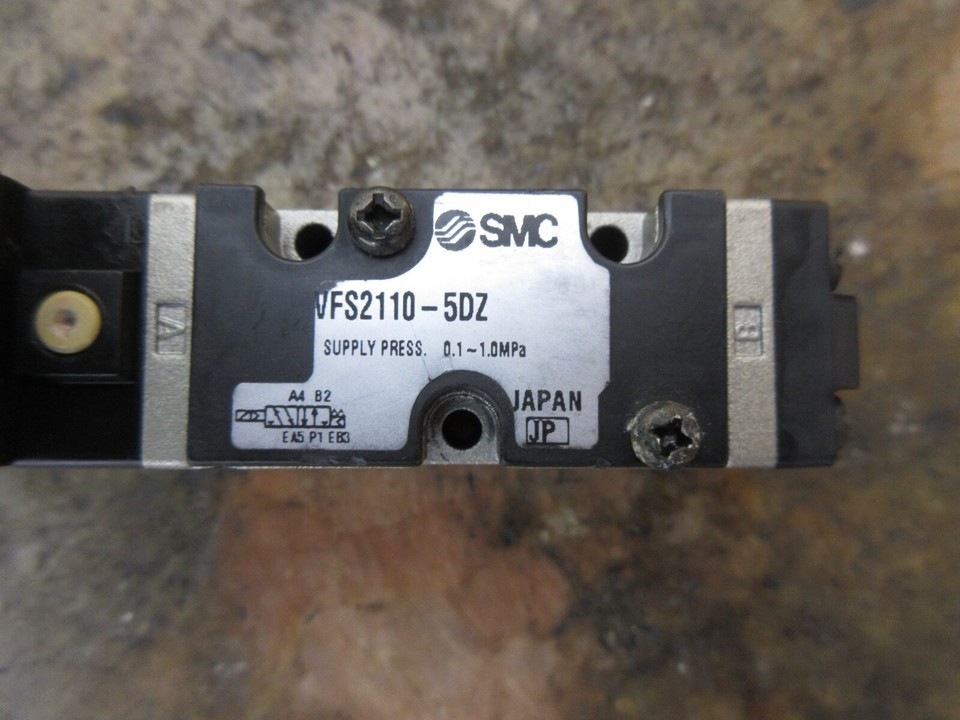 SMC
VFS2110-5DZ
SUPPLY PRESS. 0.1~1.0MPa
A
B
A4 B2
EA5 P1 EB3
JAPAN
JP